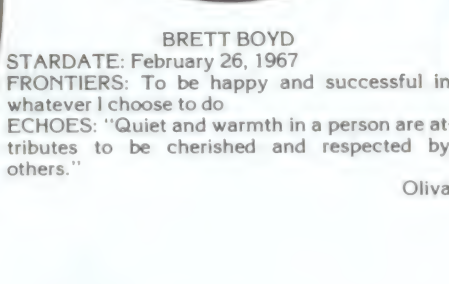 BRETT BOYD
STARDATE: February 26, 1967
FRONTIERS: To be happy and successful in
whatever I choose to do
ECHOES: "Quiet and warmth in a person are at-
tributes to be cherished and respected by
others."
Oliva